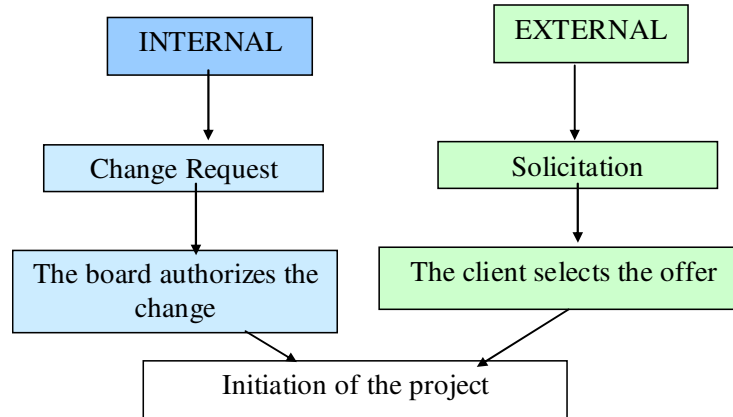 INTERNAL
EXTERNAL
Change Request
Solicitation
The board authorizes the
change
The client selects the offer
Initiation of the project